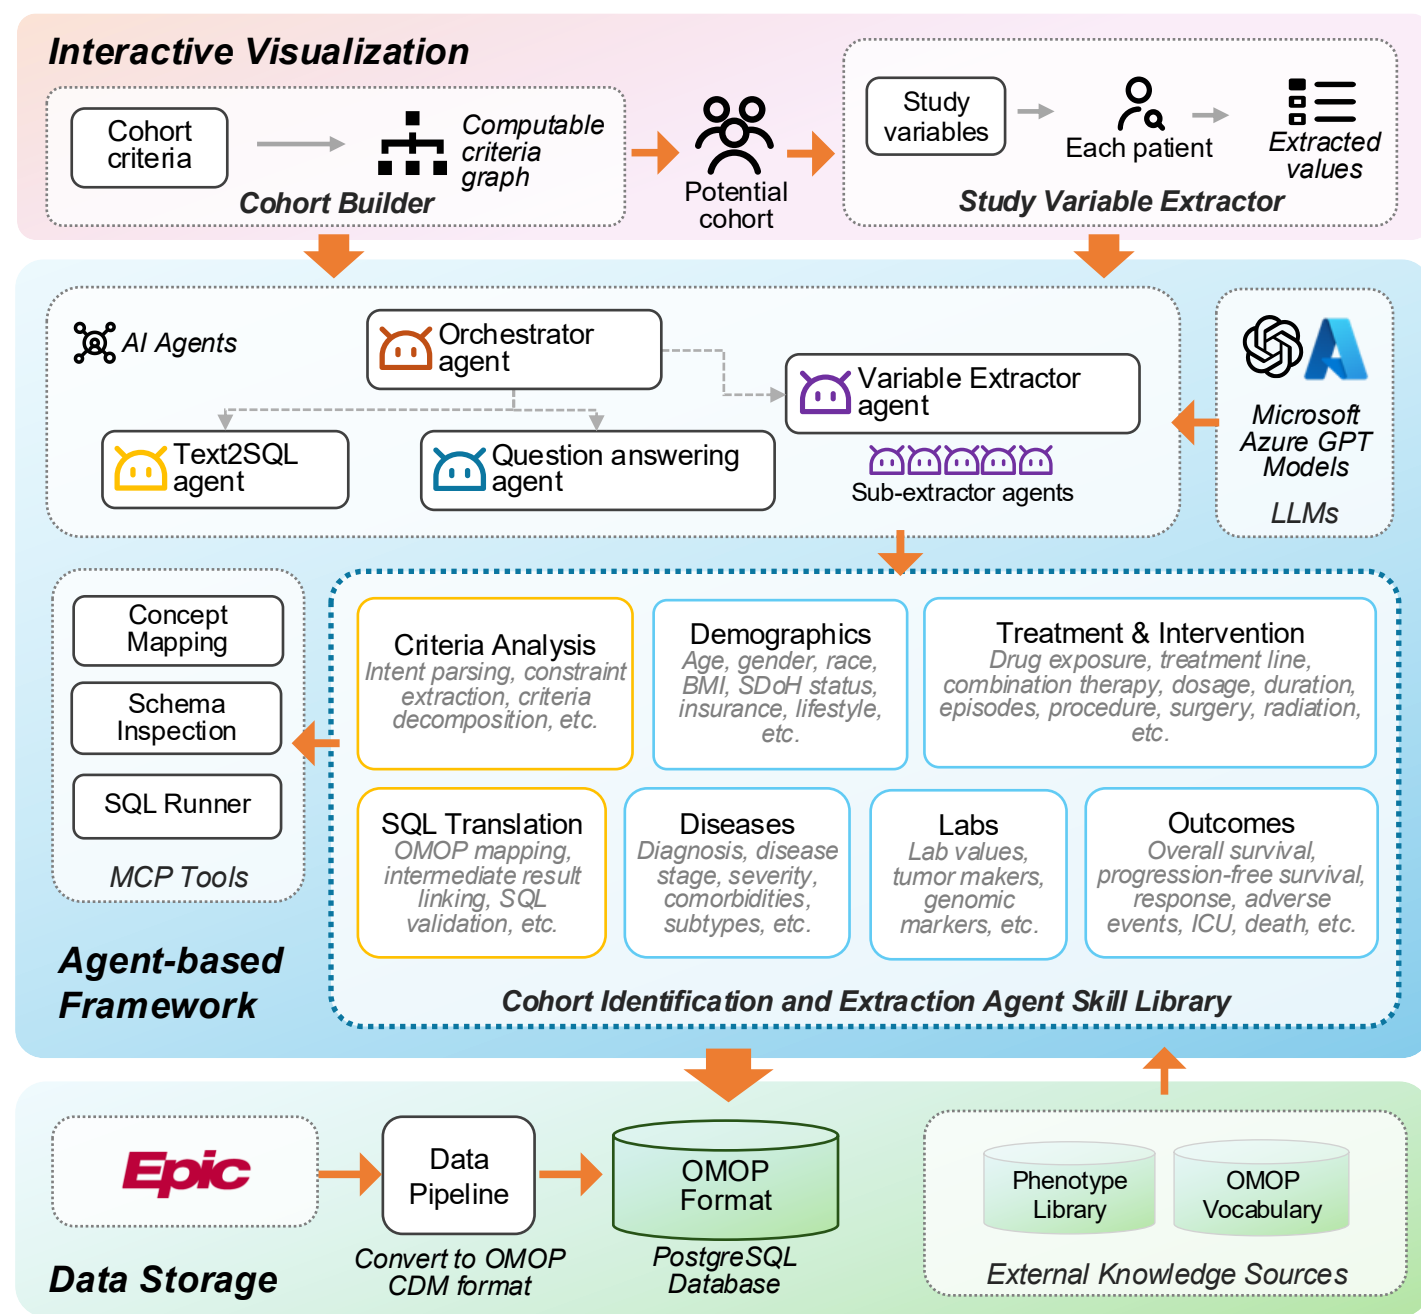 Interactive Visualization
Cohort
criteria
Computable
criteria
graph
Cohort Builder
Potential
cohort
Study
variables
Each patient
Extracted
values
Study Variable Extractor
AI Agents
Orchestrator
agent
Text2SQL
agent
Question answering
agent
Variable Extractor
agent
Sub-extractor agents
Microsoft
Azure GPT
Models
LLMs
Concept
Mapping
Schema
Inspection
SQL Runner
MCP Tools
Criteria Analysis
Intent parsing, constraint
extraction, criteria
decomposition, etc.
Demographics
Age, gender, race,
BMI, SDoH status,
insurance, lifestyle,
etc.
Treatment & Intervention
Drug exposure, treatment line,
combination therapy, dosage, duration,
episodes, procedure, surgery, radiation,
etc.
SQL Translation
OMOP mapping,
intermediate result
linking, SQL
validation, etc.
Diseases
Diagnosis, disease
stage, severity,
comorbidities,
subtypes, etc.
Labs
Lab values,
tumor makers,
genomic
markers, etc.
Outcomes
Overall survival,
progression-free survival,
response, adverse
events, ICU, death, etc.
Cohort Identification and Extraction Agent Skill Library
Agent-based
Framework
Epic
Data
Pipeline
Convert to OMOP
CDM format
OMOP
Format
PostgreSQL
Database
Phenotype
Library
OMOP
Vocabulary
External Knowledge Sources
Data Storage